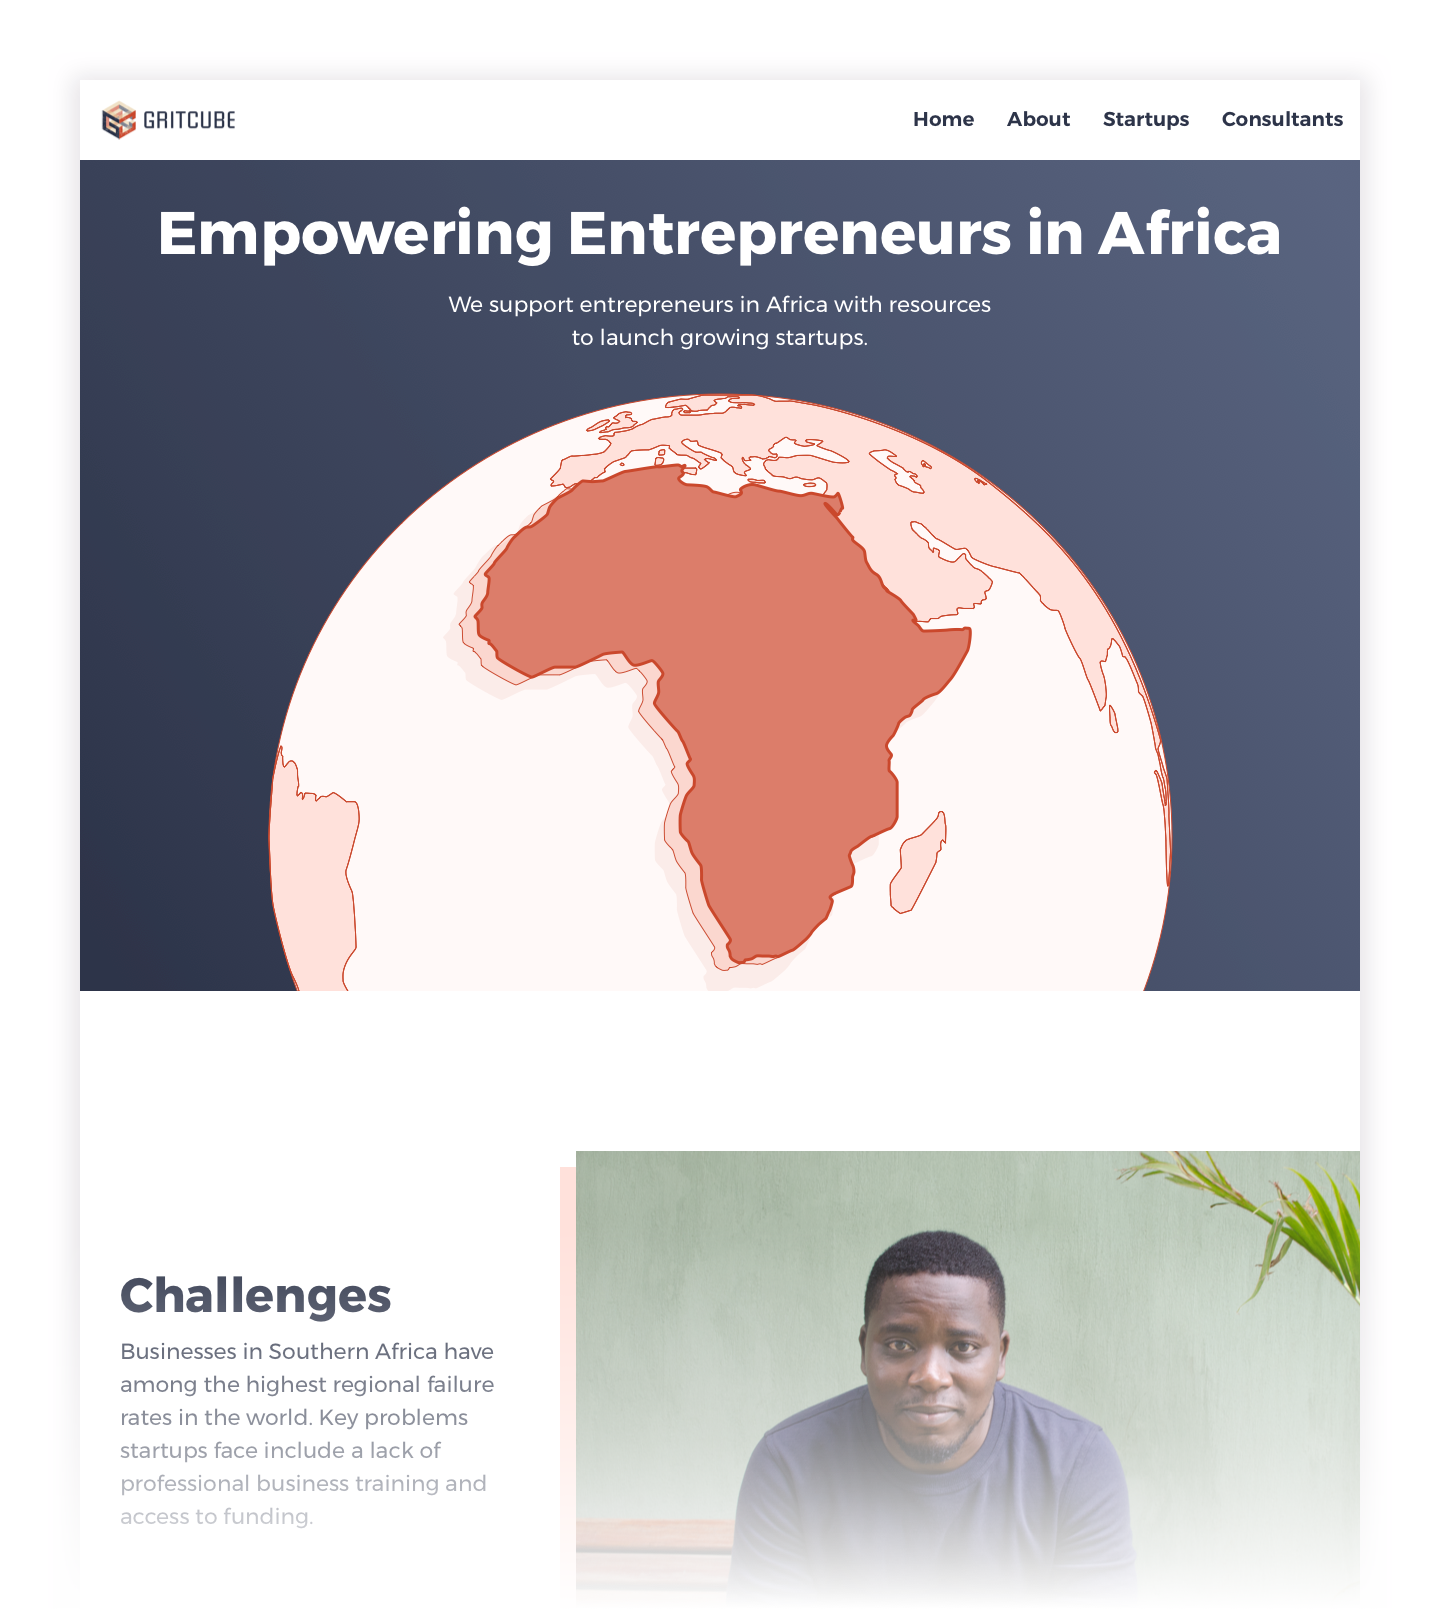 GRITCUBE
Home About Startups Consultants
Empowering Entrepreneurs in Africa
We support entrepreneurs in Africa with resources
to launch growing startups.
Challenges
Businesses in Southern Africa have
among the highest regional failure
rates in the world. Key problems
startups face include a lack of
professional business training and
access to funding.